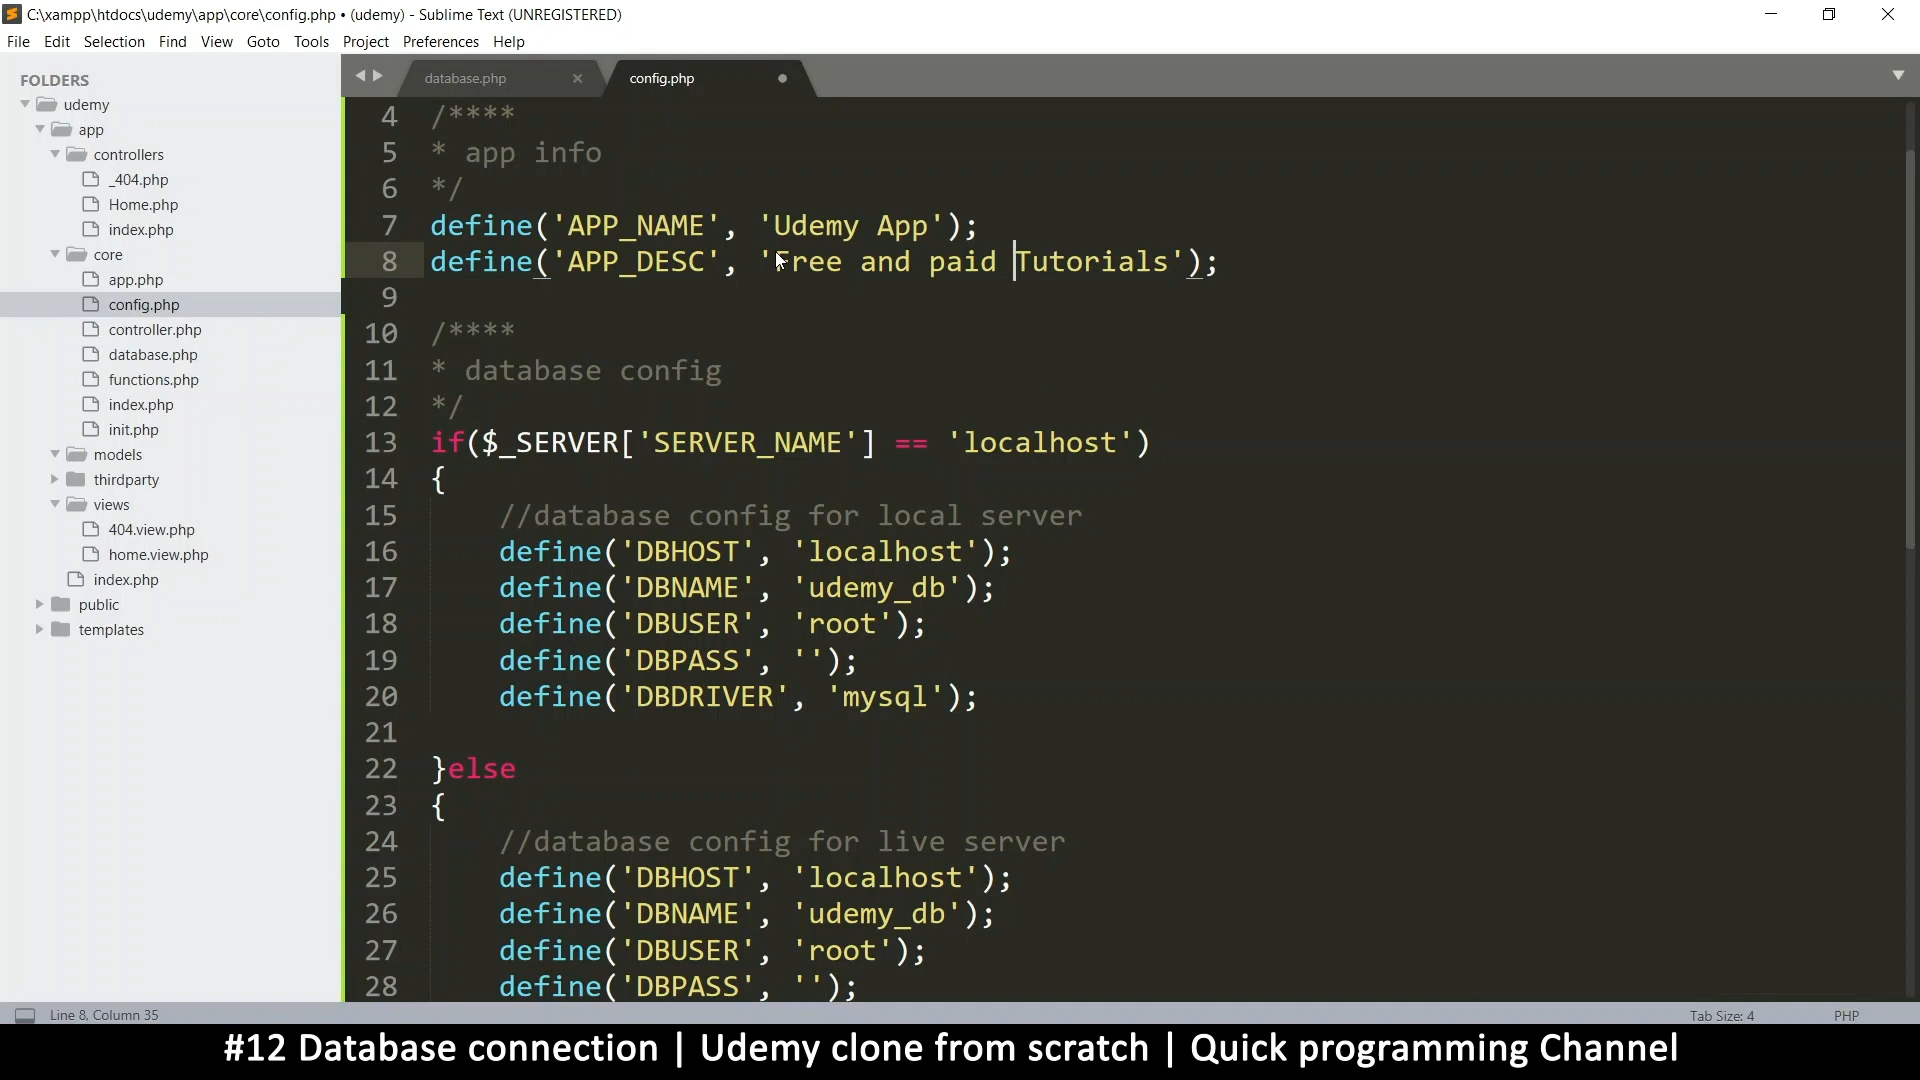 C:\xampp\htdocs\udemy\app\core\config.php • (udemy) - Sublime Text (UNREGISTERED)
File Edit Selection Find View Goto Tools Project Preferences Help
FOLDERS
udemy
app
controllers
_404.php
Home.php
index.php
core
app.php
config.php
controller.php
database.php
functions.php
index.php
init.php
models
thirdparty
views
404.view.php
home.view.php
index.php
public
templates
database.php config.php
4 /****
5 * app info
6 */
7 define('APP_NAME', 'Udemy App');
8 define('APP_DESC', 'Free and paid Tutorials');
9
10 /****
11 * database config
12 */
13 if($_SERVER['SERVER_NAME'] == 'localhost')
14 {
15 //database config for local server
16 define('DBHOST', 'localhost');
17 define('DBNAME', 'udemy_db');
18 define('DBUSER', 'root');
19 define('DBPASS', '');
20 define('DBDRIVER', 'mysql');
21
22 }else
23 {
24 //database config for live server
25 define('DBHOST', 'localhost');
26 define('DBNAME', 'udemy_db');
27 define('DBUSER', 'root');
28 define('DBPASS', '');
Line 8, Column 35 Tab Size: 4 PHP
#12 Database connection | Udemy clone from scratch | Quick programming Channel